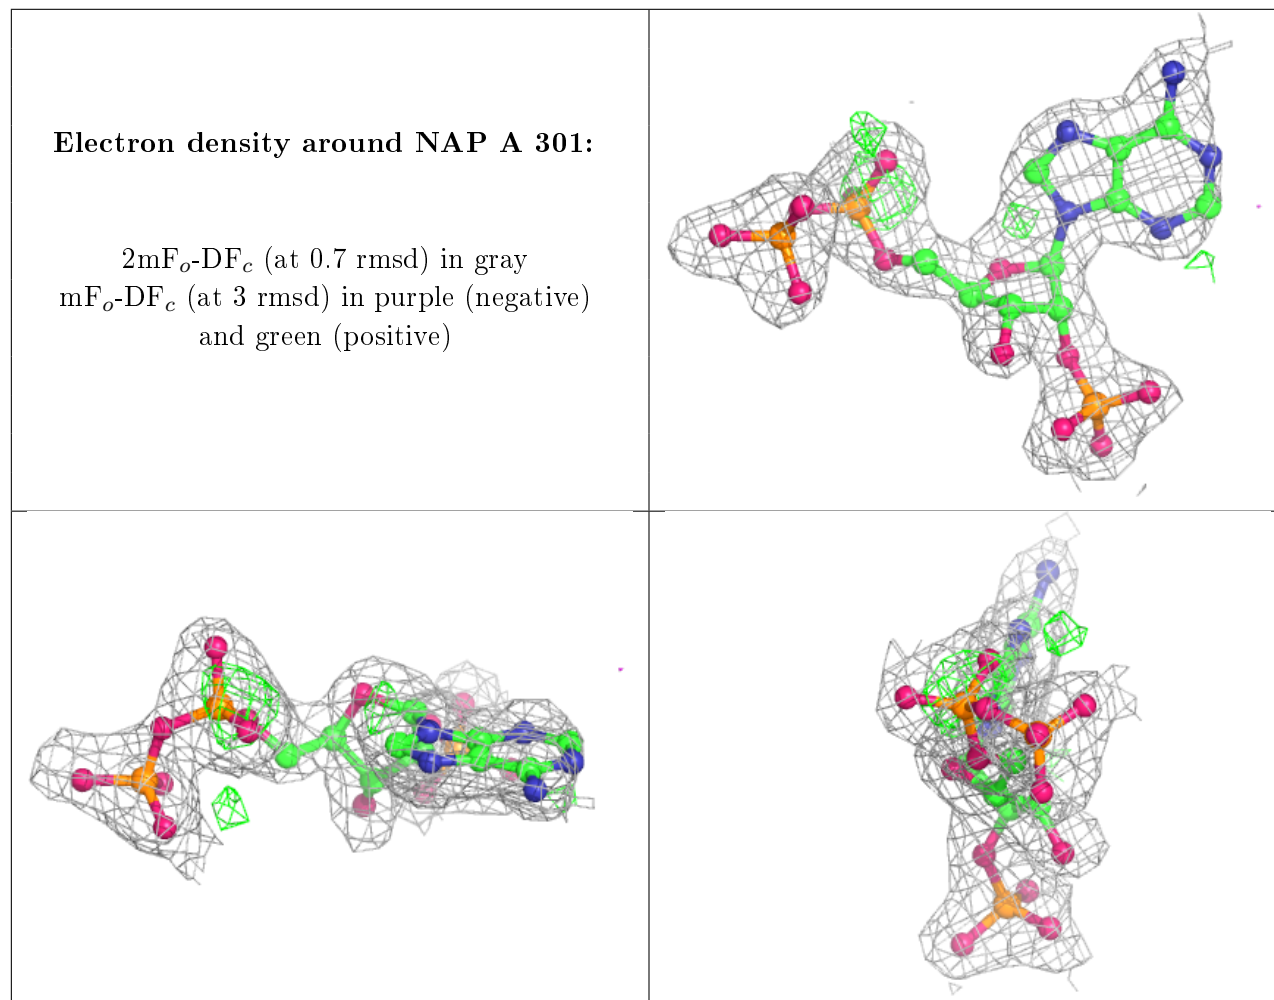 Electron density around NAP A 301:
2mFo-DFc (at 0.7 rmsd) in gray
mFo-DFc (at 3 rmsd) in purple (negative)
and green (positive)